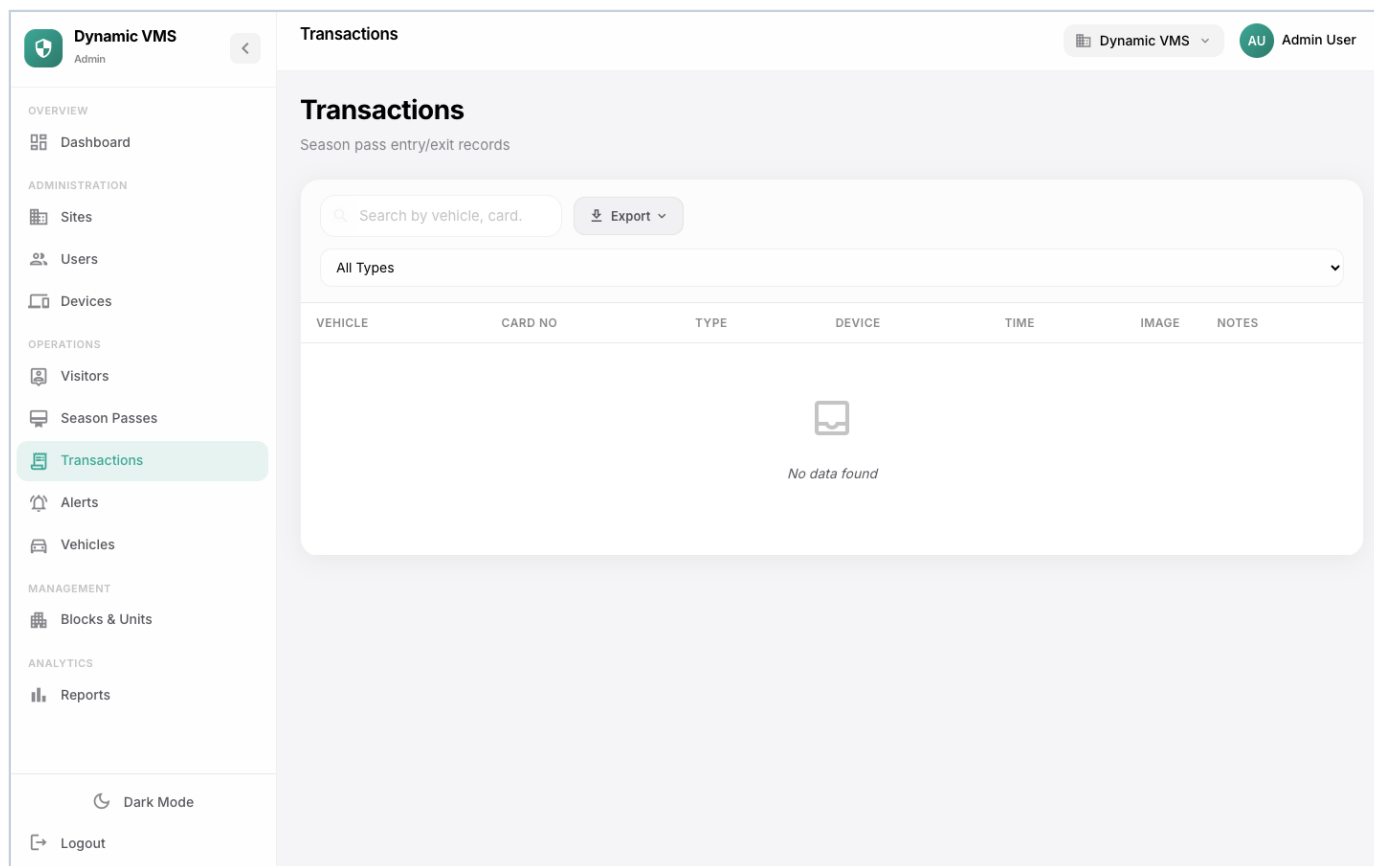 Dynamic VMS
Admin
OVERVIEW
Dashboard
ADMINISTRATION
Sites
Users
Devices
OPERATIONS
Visitors
Season Passes
Transactions
Alerts
Vehicles
MANAGEMENT
Blocks & Units
ANALYTICS
Reports
Dark Mode
Logout
Transactions
Dynamic VMS
AU
Admin User
Transactions
Season pass entry/exit records
Search by vehicle, card.
Export
All Types
VEHICLE CARD NO TYPE DEVICE TIME IMAGE NOTES
No data found